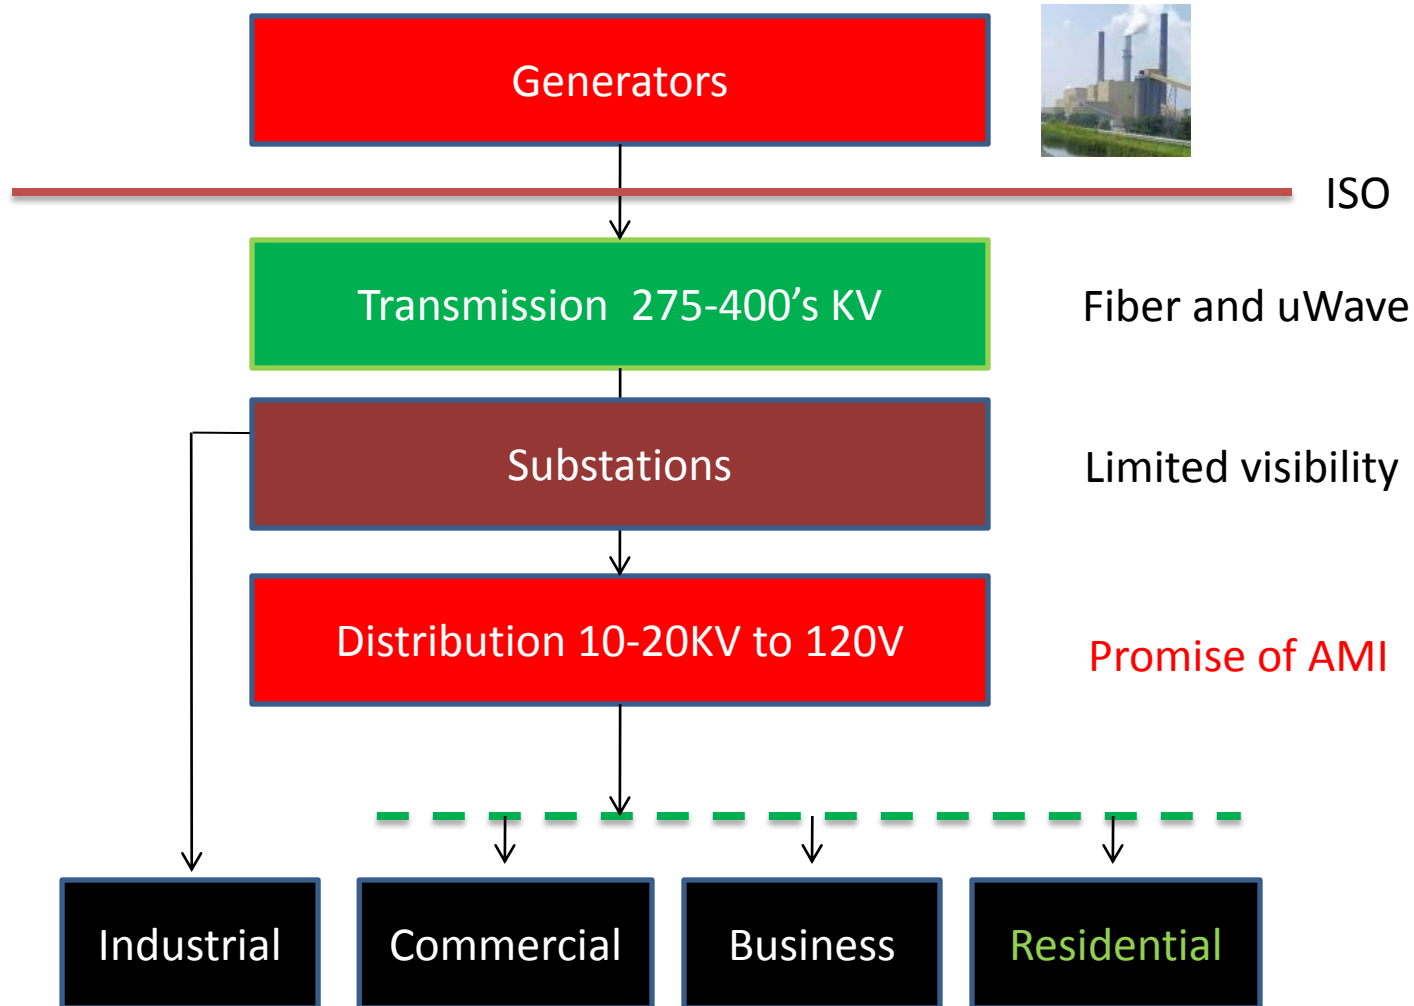 Generators
ISO
Transmission  275-400’s KV
Fiber and uWave
Substations
Limited visibility
Distribution 10-20KV to 120V
Promise of AMI
Industrial
Commercial
Business
Residential